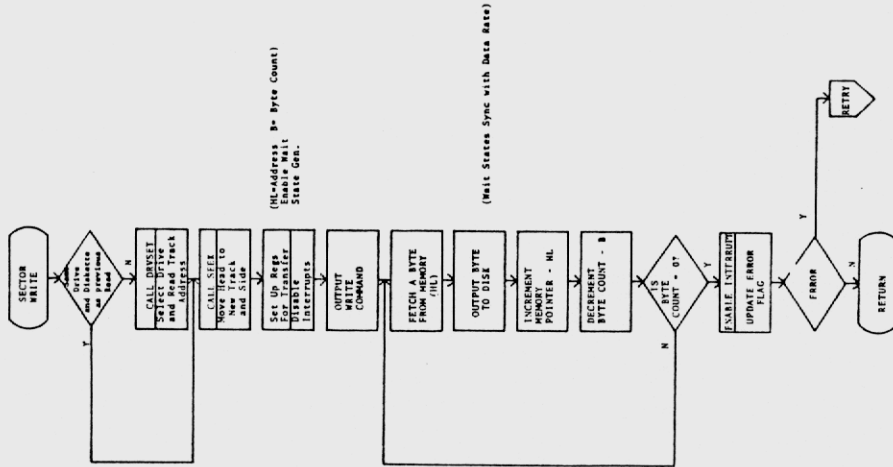 SECTOR
WRITE
Same
Drive
and Diskette
as previous
Read
Y
N
CALL DRVSET
Select Drive
and Read Track
Address
CALL SEEK
Move Head to
New Track
and Side
Set Up Regs
For Transfer
Disable
Interrupts
(HL=Address B= Byte Count)
Enable Wait
State Gen.
OUTPUT
WRITE
COMMAND
FETCH A BYTE
FROM MEMORY
(HL)
OUTPUT BYTE
TO DISK
(Wait States Sync with Data Rate)
INCREMENT
MEMORY
POINTER - HL
DECREMENT
BYTE COUNT - B
IS
BYTE
COUNT = 0?
N
Y
ENABLE INTERRUPT
UPDATE ERROR
FLAG
ERROR
Y
N
RETRY
RETURN